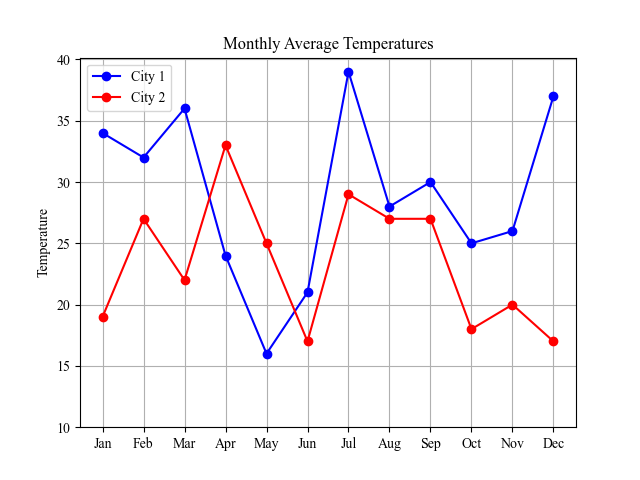 Monthly Average Temperatures
City 1
City 2
Temperature
40
35
30
25
20
15
10
Jan Feb Mar Apr May Jun Jul Aug Sep Oct Nov Dec